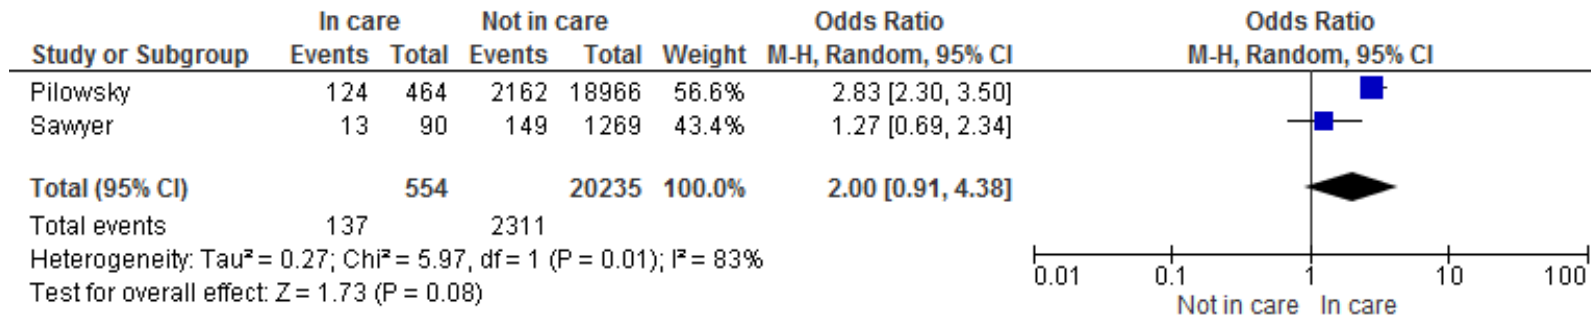 In care Not in care Odds Ratio Odds Ratio
Study or Subgroup Events Total Events Total Weight M-H, Random, 95% CI M-H, Random, 95% CI
Pilowsky 124 464 2162 18966 56.6% 2.83 [2.30, 3.50]
Sawyer 13 90 149 1269 43.4% 1.27 [0.69, 2.34]
Total (95% CI) 554 20235 100.0% 2.00 [0.91, 4.38]
Total events 137 2311
Heterogeneity: Tau² = 0.27; Chi² = 5.97, df = 1 (P = 0.01); I² = 83%
Test for overall effect: Z = 1.73 (P = 0.08)
0.01 0.1 1 10 100
Not in care In care